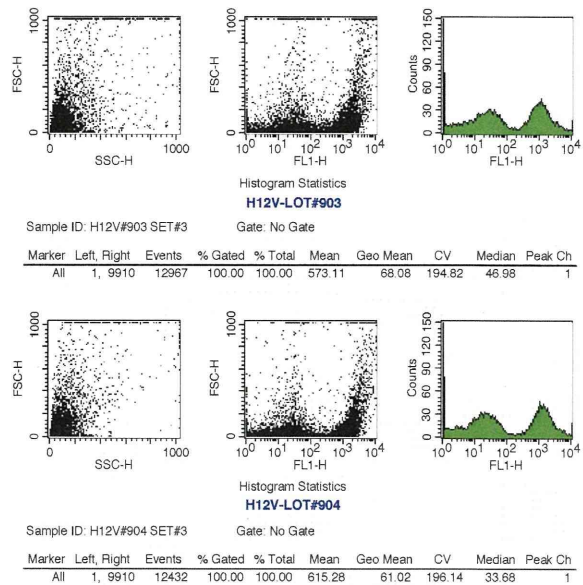 1000
FSC-H
0
0 1000
SSC-H
1000
FSC-H
0
10^0 10^1 10^2 10^3 10^4
FL1-H
150
120
90
60
30
0
Counts
10^0 10^1 10^2 10^3 10^4
FL1-H
Histogram Statistics
H12V-LOT#903
Sample ID: H12V#903 SET#3 Gate: No Gate
Marker Left, Right Events % Gated % Total Mean Geo Mean CV Median Peak Ch
All 1, 9910 12967 100.00 100.00 573.11 68.08 194.82 46.98 1
1000
FSC-H
0
0 1000
SSC-H
1000
FSC-H
0
10^0 10^1 10^2 10^3 10^4
FL1-H
150
120
90
60
30
0
Counts
10^0 10^1 10^2 10^3 10^4
FL1-H
Histogram Statistics
H12V-LOT#904
Sample ID: H12V#904 SET#3 Gate: No Gate
Marker Left, Right Events % Gated % Total Mean Geo Mean CV Median Peak Ch
All 1, 9910 12432 100.00 100.00 615.28 61.02 196.14 33.68 1